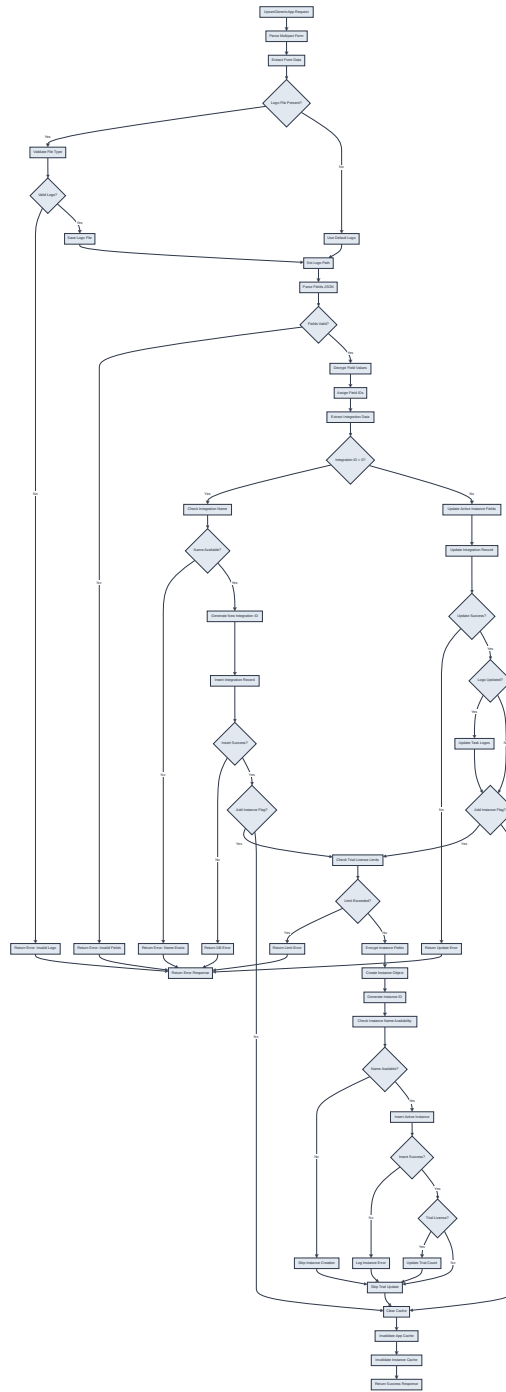 UpsertGenericApp Request
Parse Multipart Form
Extract Form Data
Logo File Present?
Yes
Validate File Type
No
Valid Logo?
Yes
Save Logo File
Use Default Logo
Set Logo Path
Parse Fields JSON
Fields Valid?
Yes
Decrypt Field Values
Assign Field IDs
Extract Integration Data
Integration ID = 0?
No
Yes
No
Check Integration Name
Update Active Instance Fields
Name Available?
Update Integration Record
No
Yes
Generate New Integration ID
Update Success?
Yes
Insert Integration Record
Logo Updated?
Yes
Insert Success?
Update Task Logos
No
Yes
Add Instance Flag?
Add Instance Flag?
No
Yes
Yes
Check Trial License Limits
No
Limit Exceeded?
Yes
No
Return Error: Invalid Logo
Return Error: Invalid Fields
Return Error: Name Exists
Return DB Error
Return Limit Error
Encrypt Instance Fields
Return Update Error
Return Error Response
Create Instance Object
Generate Instance ID
Check Instance Name Availability
No
Name Available?
Yes
Insert Active Instance
No
Insert Success?
Yes
No
Trial License?
Yes
No
Skip Instance Creation
Log Instance Error
Update Trial Count
Skip Trial Update
Clear Cache
Invalidate App Cache
Invalidate Instance Cache
Return Success Response